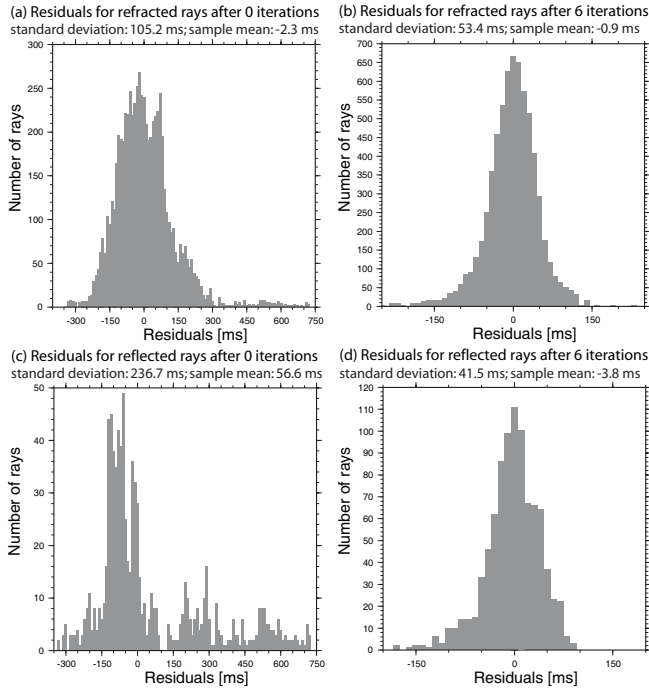 (a) Residuals for refracted rays after 0 iterations
standard deviation: 105.2 ms; sample mean: -2.3 ms
300
250
200
150
100
50
0
Number of rays
-300 -150 0 150 300 450 600 750
Residuals [ms]
(b) Residuals for refracted rays after 6 iterations
standard deviation: 53.4 ms; sample mean: -0.9 ms
700
650
600
550
500
450
400
350
300
250
200
150
100
50
0
Number of rays
-150 0 150
Residuals [ms]
(c) Residuals for reflected rays after 0 iterations
standard deviation: 236.7 ms; sample mean: 56.6 ms
50
40
30
20
10
0
Number of rays
-300 -150 0 150 300 450 600 750
Residuals [ms]
(d) Residuals for reflected rays after 6 iterations
standard deviation: 41.5 ms; sample mean: -3.8 ms
120
110
100
90
80
70
60
50
40
30
20
10
0
Number of rays
-150 0 150
Residuals [ms]